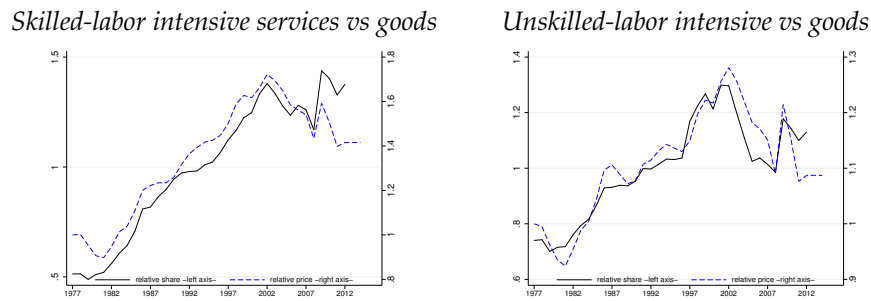 Skilled-labor intensive services vs goods
Unskilled-labor intensive vs goods
1.5
1
.5
1.8
1.6
1.4
1.2
1
.8
relative share –left axis–
relative price –right axis–
1977 1982 1987 1992 1997 2002 2007 2012
1.4
1.2
1
.8
.6
1.3
1.2
1.1
1
.9
relative share –left axis–
relative price –right axis–
1977 1982 1987 1992 1997 2002 2007 2012